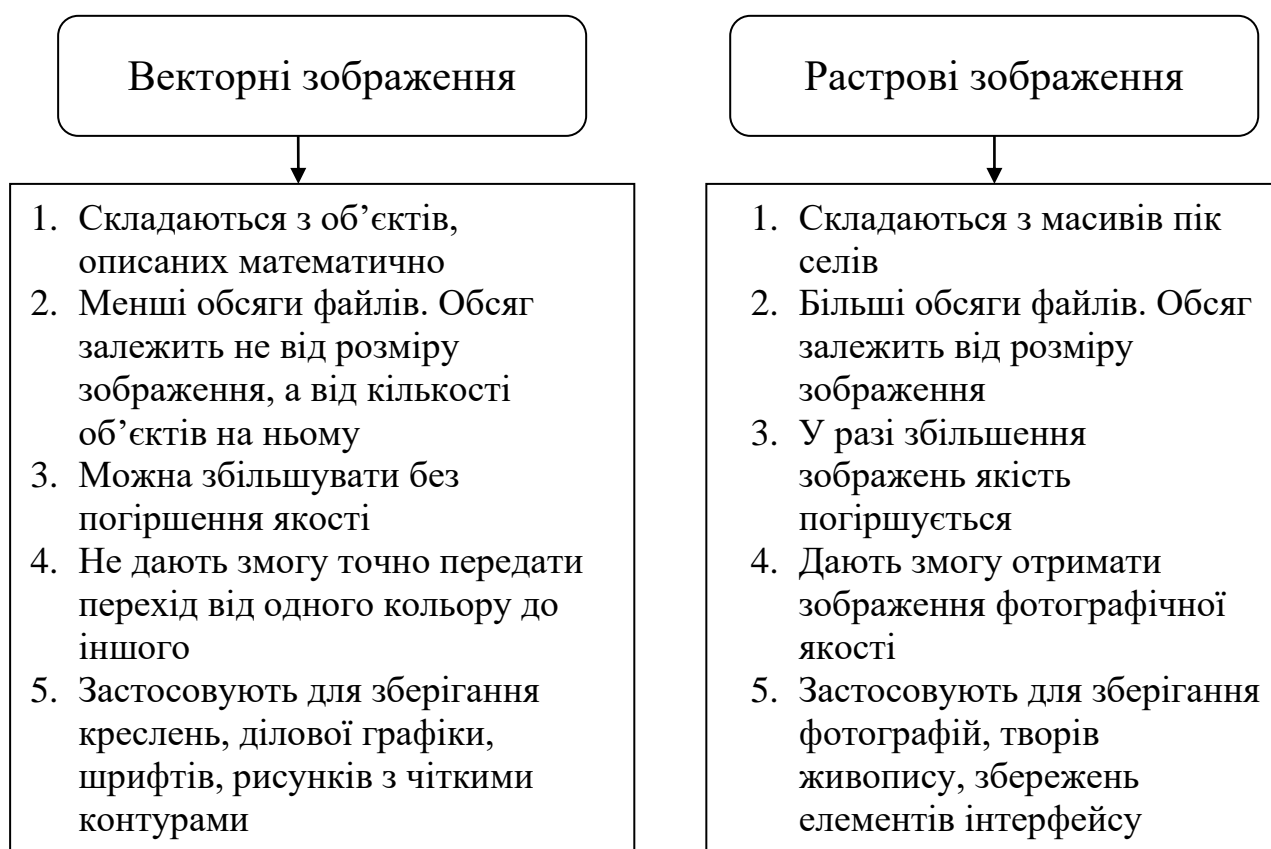 Векторні зображення
1. Складаються з об’єктів,
описаних математично
2. Менші обсяги файлів. Обсяг
залежить не від розміру
зображення, а від кількості
об’єктів на ньому
3. Можна збільшувати без
погіршення якості
4. Не дають змогу точно передати
перехід від одного кольору до
іншого
5. Застосовують для зберігання
креслень, ділової графіки,
шрифтів, рисунків з чіткими
контурами
Растрові зображення
1. Складаються з масивів пік
селів
2. Більші обсяги файлів. Обсяг
залежить від розміру
зображення
3. У разі збільшення
зображень якість
погіршується
4. Дають змогу отримати
зображення фотографічної
якості
5. Застосовують для зберігання
фотографій, творів
живопису, збережень
елементів інтерфейсу